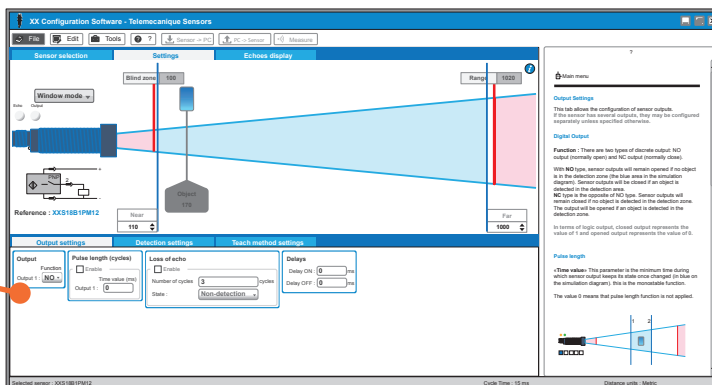 XX Configuration Software - Telemecanique Sensors
File Edit Tools ? ? Sensor -> PC PC -> Sensor Measure
Sensor selection Settings Echoes display
Blind zone 100
Range 1020
Window mode
Echo Output
PNP
2
+
-
Object
170
Reference : XXS18B1PM12
Near
110
Far
1000
Output settings Detection settings Teach method settings
Output
Function
Output 1 : NO
Pulse length (cycles)
Enable
Time value (ms)
Output 1 : 0
Loss of echo
Enable
Number of cycles 3 cycles
State : Non-detection
Delays
Delay ON : 0 ms
Delay OFF : 0 ms
?
Main menu
Output Settings
This tab allows the configuration of sensor outputs.
If the sensor has several outputs, they may be configured
separately unless specified otherwise.
Digital Output
Function : There are two types of discrete output: NO
output (normally open) and NC output (normally close).
With NO type, sensor outputs will remain opened if no object
is in the detection zone (the blue area in the simulation
diagram). Sensor outputs will be closed if an object is
detected in the detection area.
NC type is the opposite of NO type. Sensor outputs will
remain closed if no object is detected in the detection zone.
The output will be opened if an object is detected in the
detection zone.
In terms of logic output, closed output represents the
value of 1 and opened output represents the value of 0.
Pulse length
«Time value» This parameter is the minimum time during
which sensor output keeps its state once changed (in blue on
the simulation diagram). this is the monostable function.
The value 0 means that pulse length function is not applied.
1 2
Selected sensor : XXS18B1PM12 Cycle Time : 15 ms Distance units : Metric